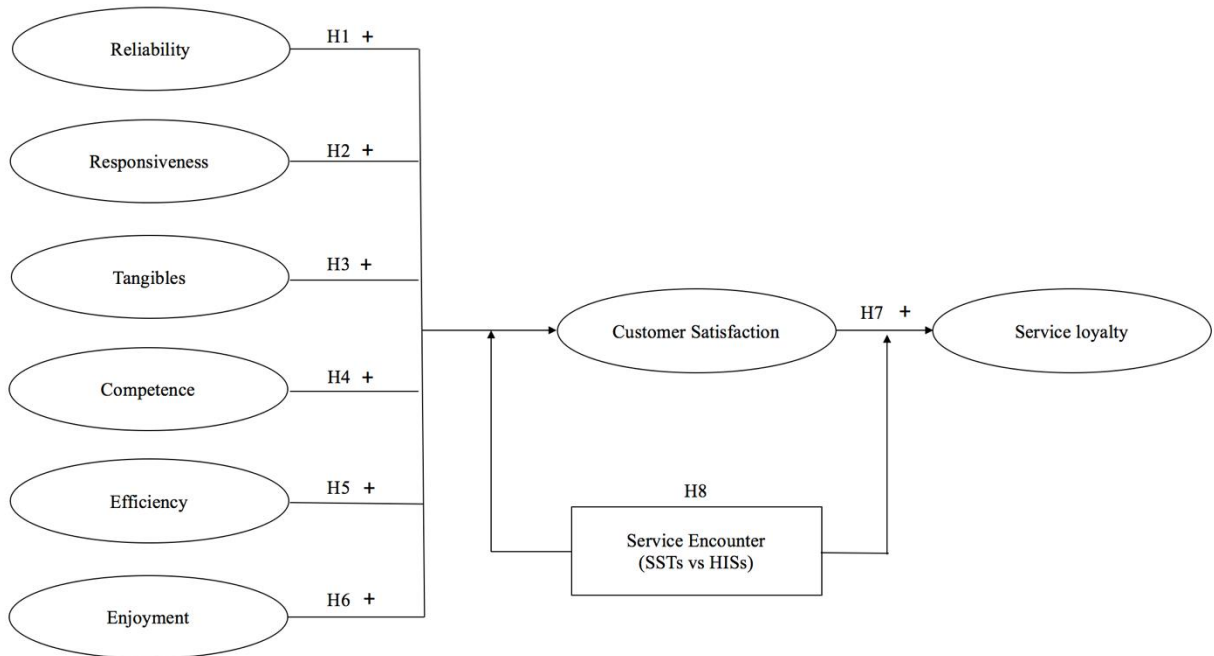 H1 +
Reliability
H2 +
Responsiveness
H3 +
Tangibles
H7 +
Customer Satisfaction
Service loyalty
H4 +
Competence
H5 +
Efficiency
H8
Service Encounter
(SSTs vs HISs)
H6 +
Enjoyment